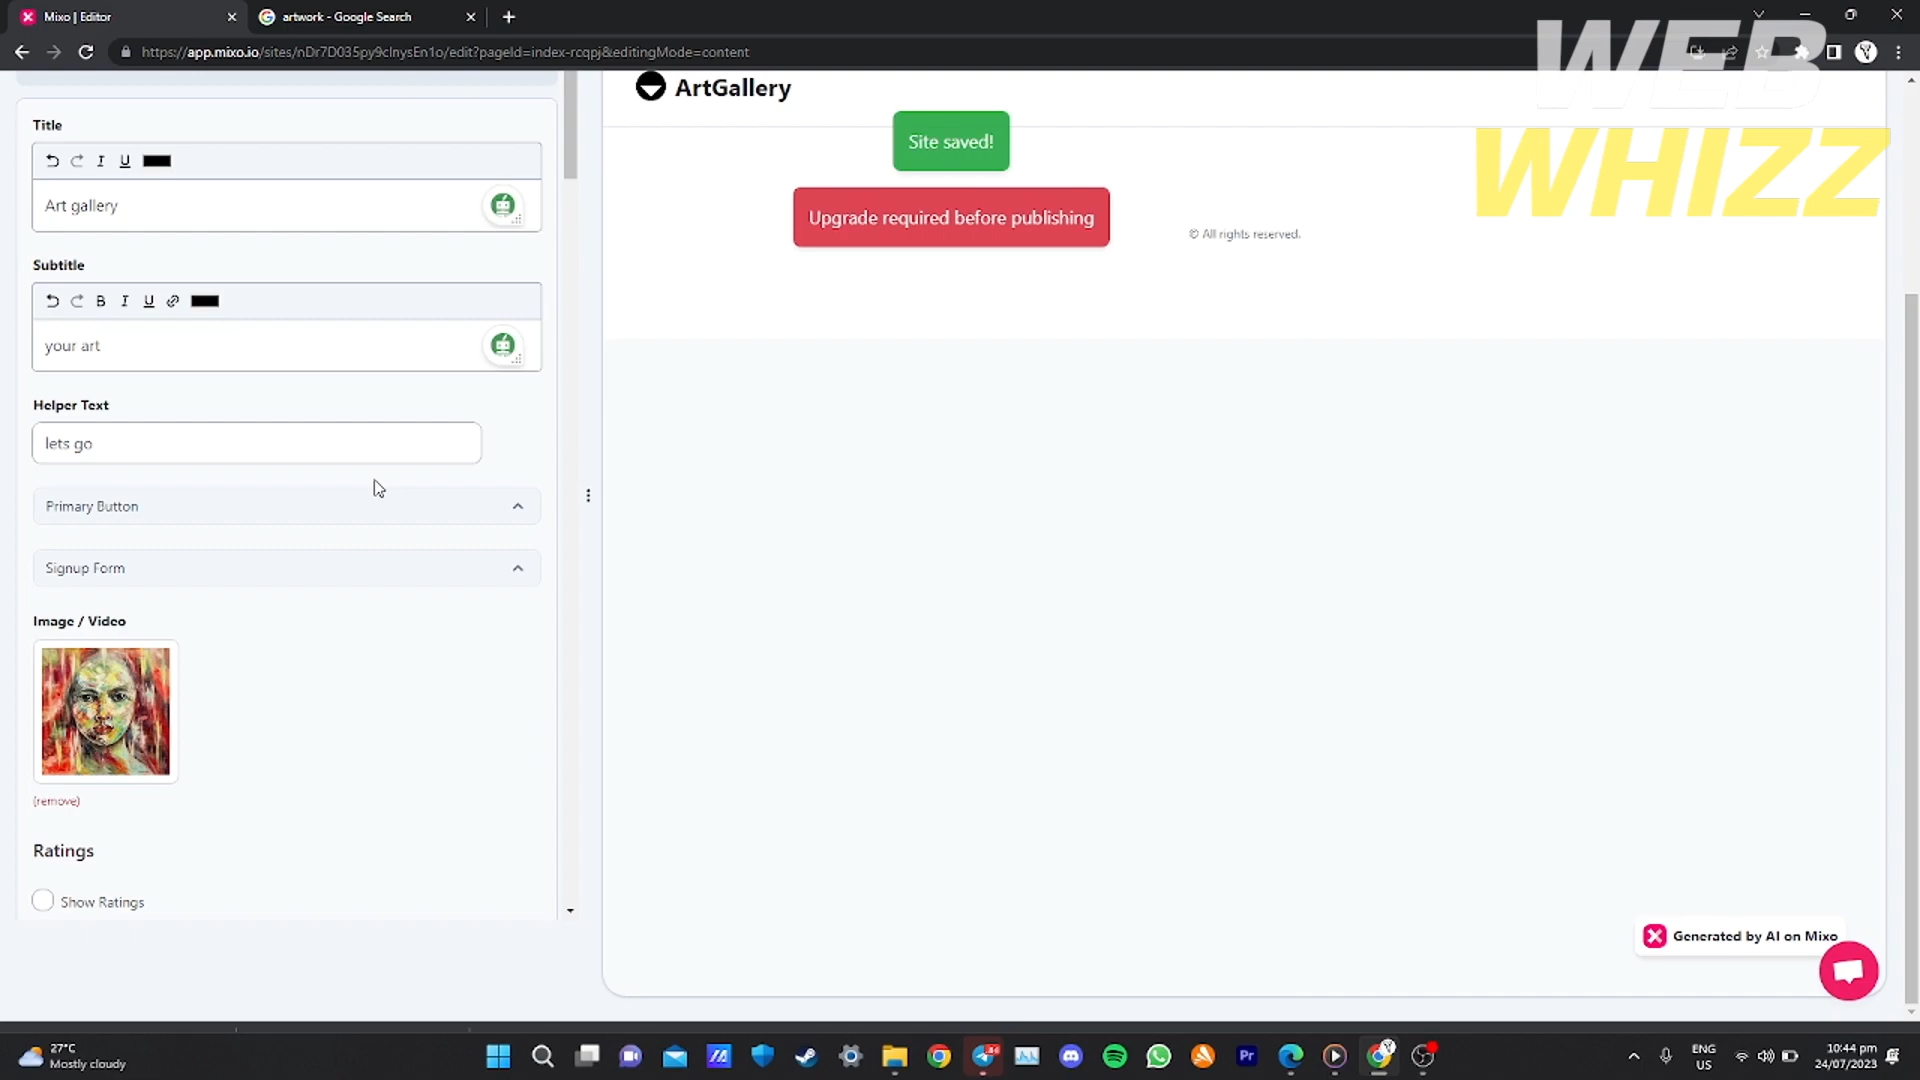 Mixo | Editor
artwork - Google Search
https://app.mixo.io/sites/nDr7D035py9clnysEn1o/edit?pageId=index-rcqpj&editingMode=content
WEB
WHIZZ
Title
Art gallery
Subtitle
your art
Helper Text
lets go
Primary Button
Signup Form
Image / Video
(remove)
Ratings
Show Ratings
ArtGallery
Site saved!
Upgrade required before publishing
© All rights reserved.
Generated by AI on Mixo
27°C
Mostly cloudy
Pr
ENG
US
10:44 pm
24/07/2023